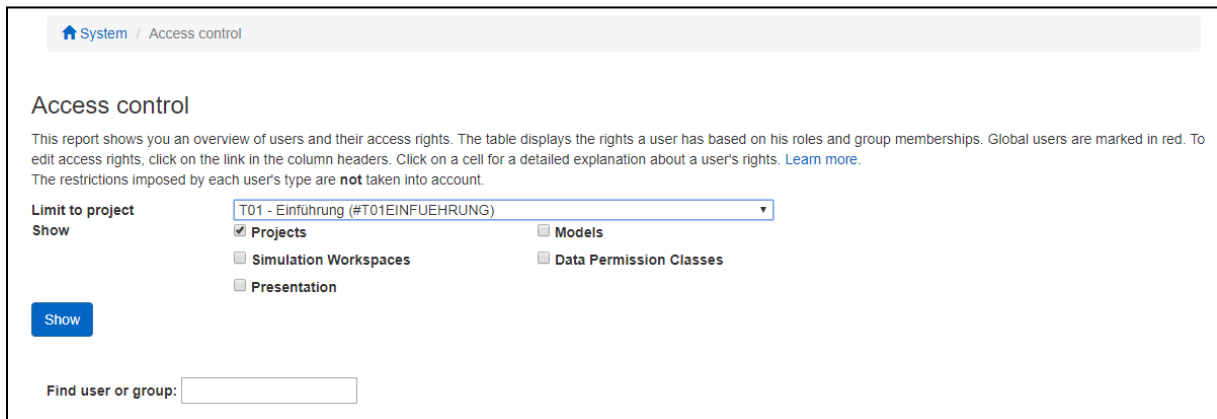 System / Access control
Access control
This report shows you an overview of users and their access rights. The table displays the rights a user has based on his roles and group memberships. Global users are marked in red. To
edit access rights, click on the link in the column headers. Click on a cell for a detailed explanation about a user's rights. Learn more.
The restrictions imposed by each user's type are not taken into account.
Limit to project T01 - Einführung (#T01EINFUEHRUNG)
Show Projects Models
Simulation Workspaces Data Permission Classes
Presentation
Show
Find user or group: